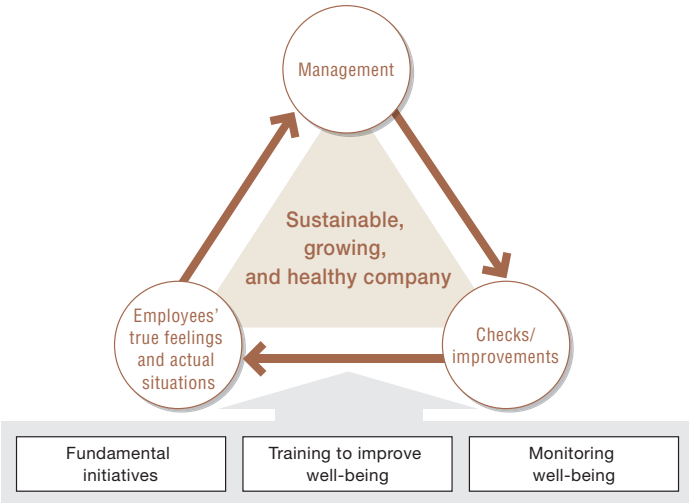 Management
Sustainable,
growing,
and healthy company
Employees’
true feelings
and actual
situations
Checks/
improvements
Fundamental
initiatives
Training to improve
well-being
Monitoring
well-being